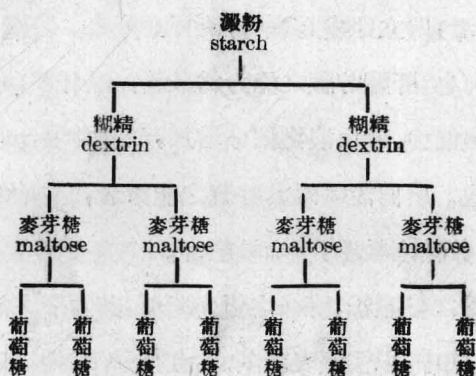 澱粉
starch
糊精
dextrin
糊精
dextrin
麥芽糖
maltose
麥芽糖
maltose
麥芽糖
maltose
麥芽糖
maltose
葡萄糖
葡萄糖
葡萄糖
葡萄糖
葡萄糖
葡萄糖
葡萄糖
葡萄糖